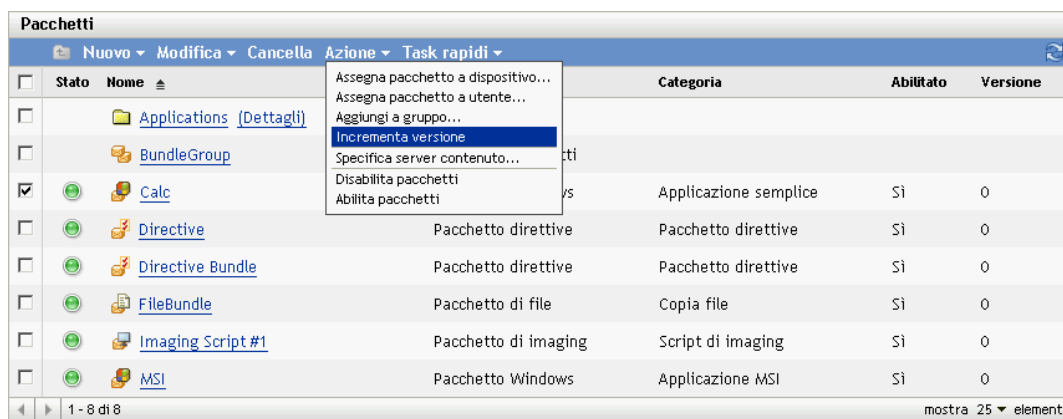 Pacchetti
Nuovo Modifica Cancella Azione Task rapidi
Stato Nome Categoria Abilitato Versione
Assegna pacchetto a dispositivo...
Assegna pacchetto a utente...
Aggiungi a gruppo...
Incrementa versione
Specifica server contenuto...
Disabilita pacchetti
Abilita pacchetti
Applications (Dettagli)
BundleGroup tti
Calc vs Applicazione semplice Sì 0
Directive Pacchetto direttive Pacchetto direttive Sì 0
Directive Bundle Pacchetto direttive Pacchetto direttive Sì 0
FileBundle Pacchetto di file Copia file Sì 0
Imaging Script #1 Pacchetto di imaging Script di imaging Sì 0
MSI Pacchetto Windows Applicazione MSI Sì 0
1 - 8 di 8 mostra 25 element